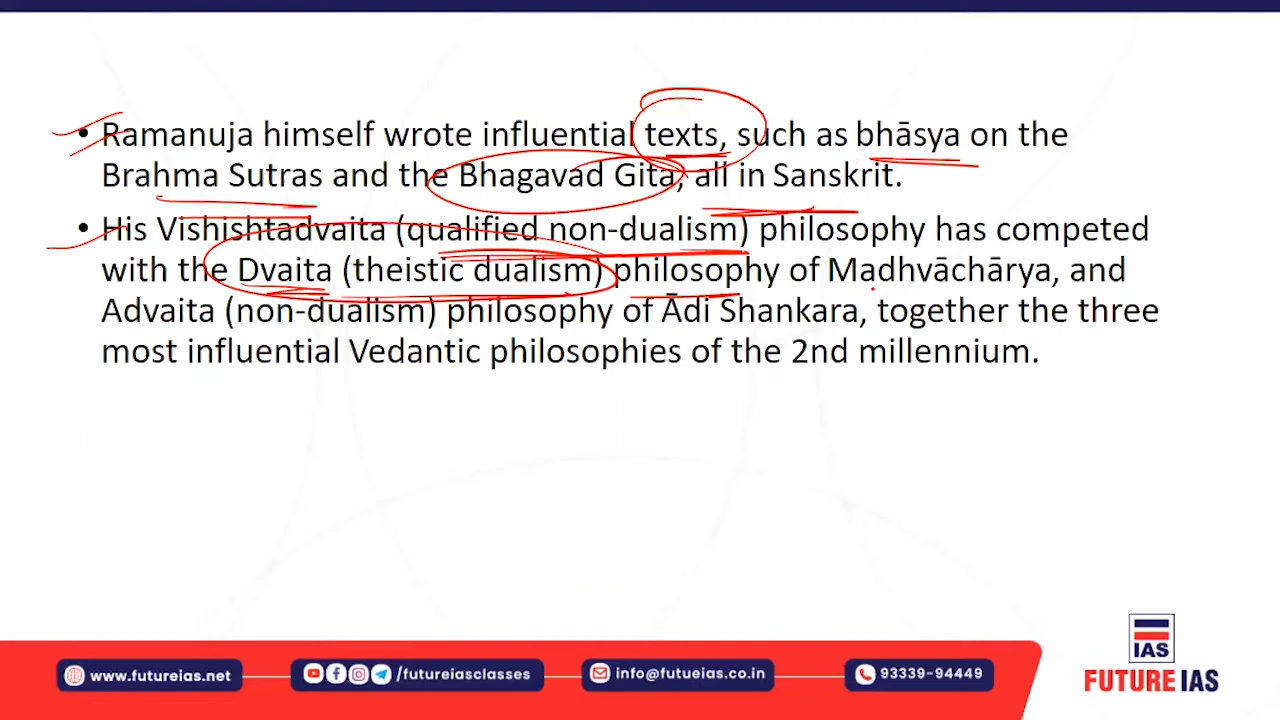 • Ramanuja himself wrote influential texts, such as bhāsya on the
Brahma Sutras and the Bhagavad Gita, all in Sanskrit.
• His Vishishtadvaita (qualified non-dualism) philosophy has competed
with the Dvaita (theistic dualism) philosophy of Madhvāchārya, and
Advaita (non-dualism) philosophy of Ādi Shankara, together the three
most influential Vedantic philosophies of the 2nd millennium.
www.futureias.net
/futureiasclasses
info@futueias.co.in
93339-94449
IAS
FUTURE IAS